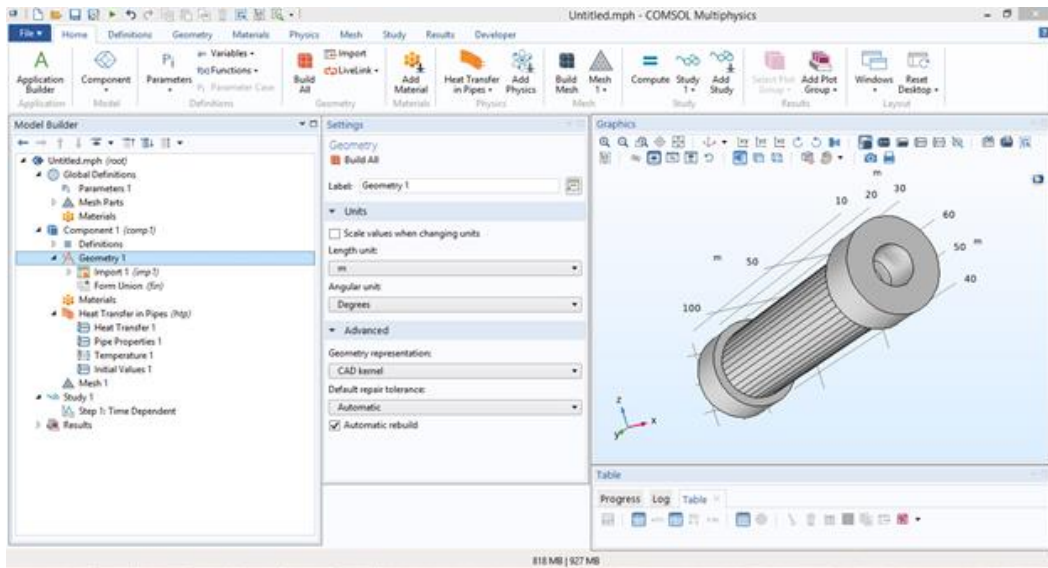 Untitled.mph - COMSOL Multiphysics
File Home Definitions Geometry Materials Physics Mesh Study Results Developer
Application Builder
Component
Parameters
a= Variables
f(x) Functions
Pi Parameter Case
Build All
Import
LiveLink
Add Material
Heat Transfer in Pipes
Add Physics
Build Mesh
Mesh 1
Compute
Study 1
Add Study
Select Plot Group
Add Plot Group
Windows
Reset Desktop
Application Model Definitions Geometry Materials Physics Mesh Study Results Layout
Model Builder
Untitled.mph (root)
Global Definitions
Pi Parameters 1
Mesh Parts
Materials
Component 1 (comp1)
Definitions
Geometry 1
Import 1 (imp1)
Form Union (fin)
Materials
Heat Transfer in Pipes (htp)
Heat Transfer 1
Pipe Properties 1
Temperature 1
Initial Values 1
Mesh 1
Study 1
Step 1: Time Dependent
Results
Settings
Geometry
Build All
Label: Geometry 1
Units
Scale values when changing units
Length unit:
m
Angular unit:
Degrees
Advanced
Geometry representation:
CAD kernel
Default repair tolerance:
Automatic
Automatic rebuild
Graphics
m
10 20 30
60
50 m
40
m 50
100
z
y x
Table
Progress Log Table
818 MB | 927 MB